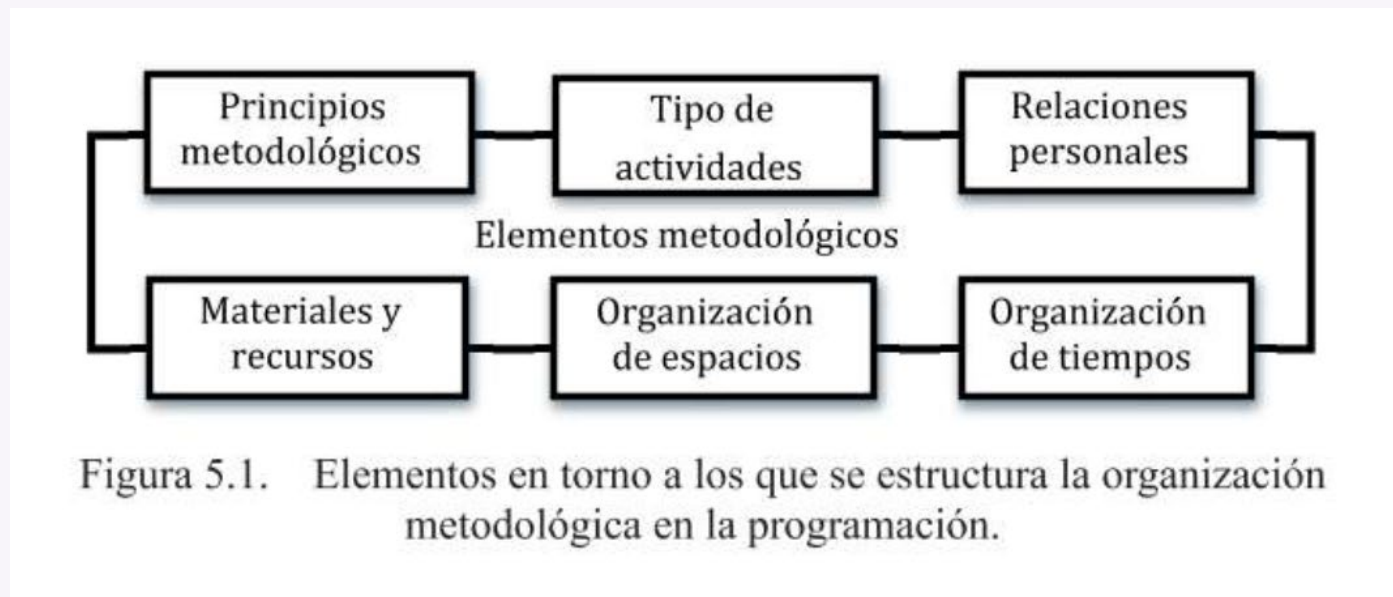 Principios
metodológicos
Tipo de
actividades
Relaciones
personales
Elementos metodológicos
Materiales y
recursos
Organización
de espacios
Organización
de tiempos
Figura 5.1. Elementos en torno a los que se estructura la organización
metodológica en la programación.